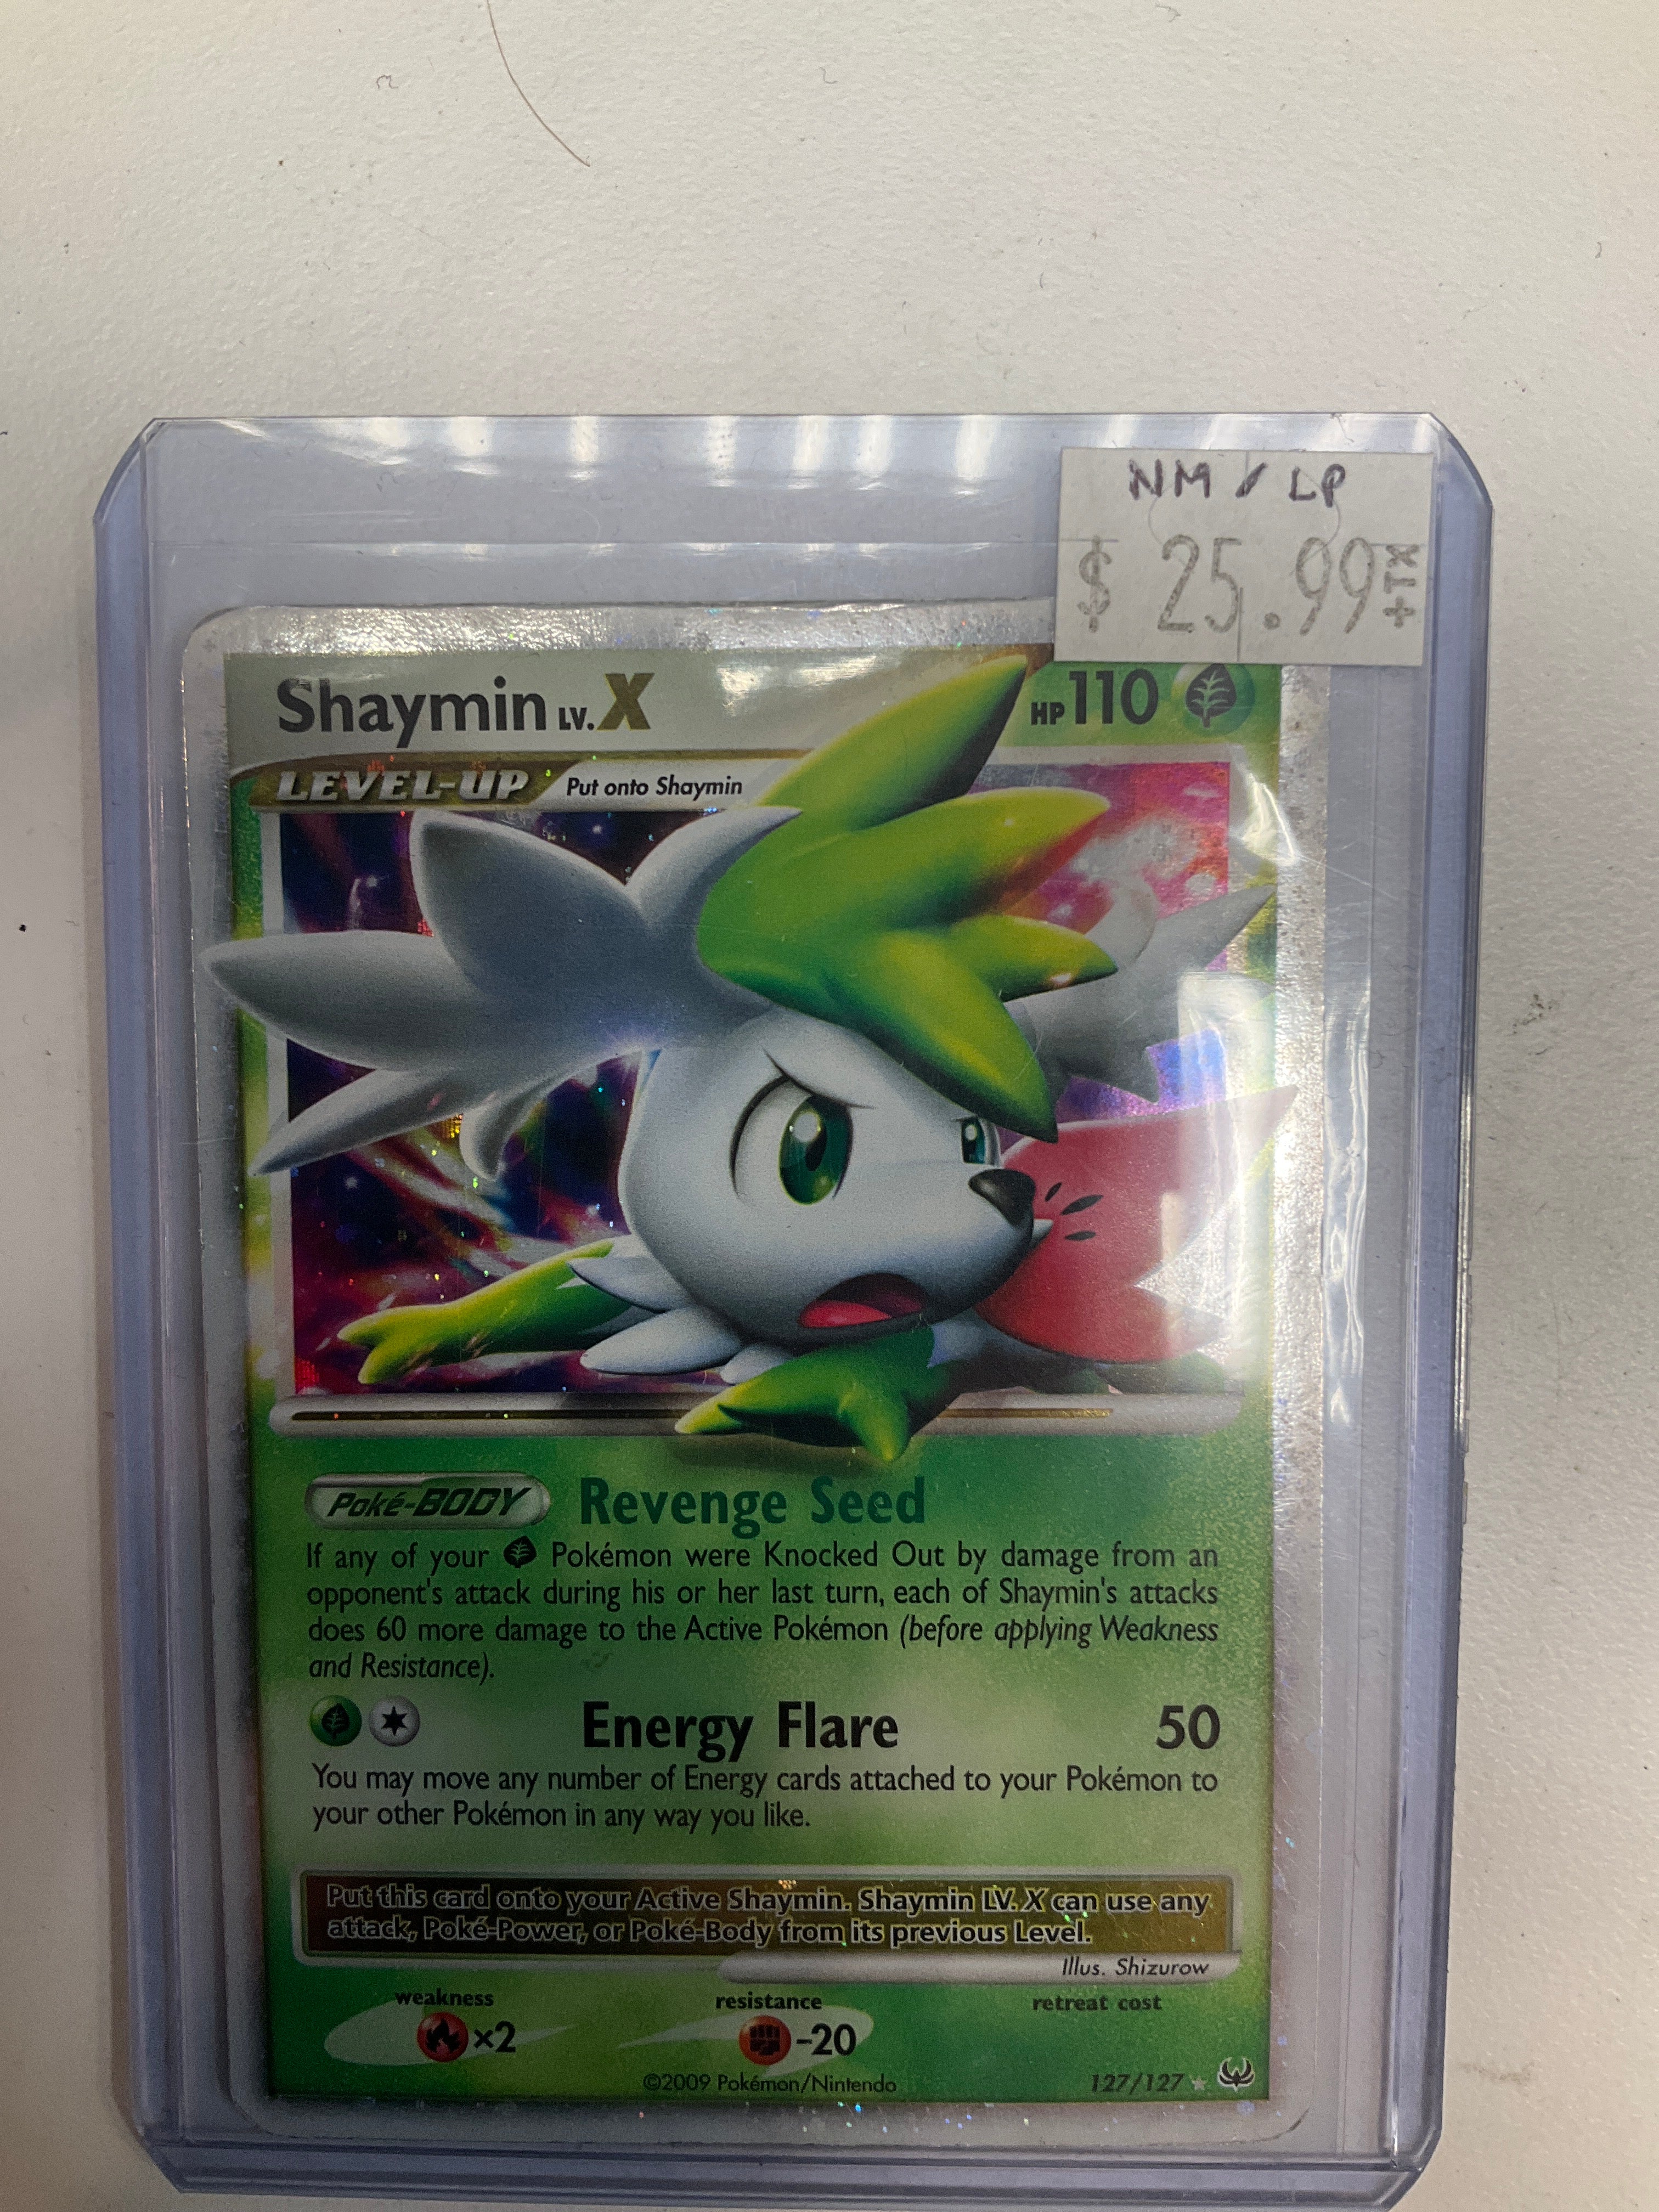 NM / LP
$ 25.99 +TX
Shaymin LV.X HP 110
LEVEL-UP Put onto Shaymin
Poké-BODY Revenge Seed
If any of your Pokémon were Knocked Out by damage from an
opponent's attack during his or her last turn, each of Shaymin's attacks
does 60 more damage to the Active Pokémon (before applying Weakness
and Resistance).
Energy Flare 50
You may move any number of Energy cards attached to your Pokémon to
your other Pokémon in any way you like.
Put this card onto your Active Shaymin. Shaymin LV.X can use any
attack, Poké-Power, or Poké-Body from its previous Level.
Illus. Shizurow
weakness resistance retreat cost
×2 -20
©2009 Pokémon/Nintendo 127/127